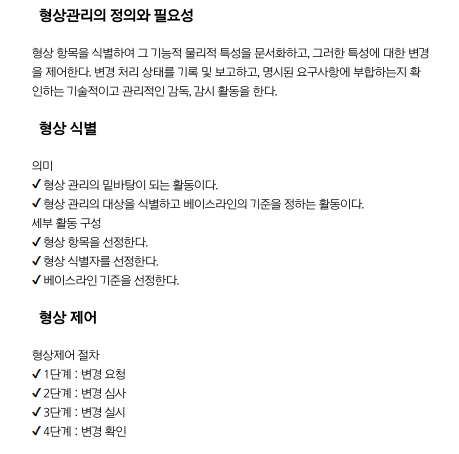 형상관리의 정의와 필요성
형상 항목을 식별하여 그 기능적 물리적 특성을 문서화하고, 그러한 특성에 대한 변경
을 제어한다. 변경 처리 상태를 기록 및 보고하고, 명시된 요구사항에 부합하는지 확
인하는 기술적이고 관리적인 감독, 감시 활동을 한다.
형상 식별
의미
✔ 형상 관리의 밑바탕이 되는 활동이다.
✔ 형상 관리의 대상을 식별하고 베이스라인의 기준을 정하는 활동이다.
세부 활동 구성
✔ 형상 항목을 선정한다.
✔ 형상 식별자를 선정한다.
✔ 베이스라인 기준을 선정한다.
형상 제어
형상제어 절차
✔ 1단계 : 변경 요청
✔ 2단계 : 변경 심사
✔ 3단계 : 변경 실시
✔ 4단계 : 변경 확인